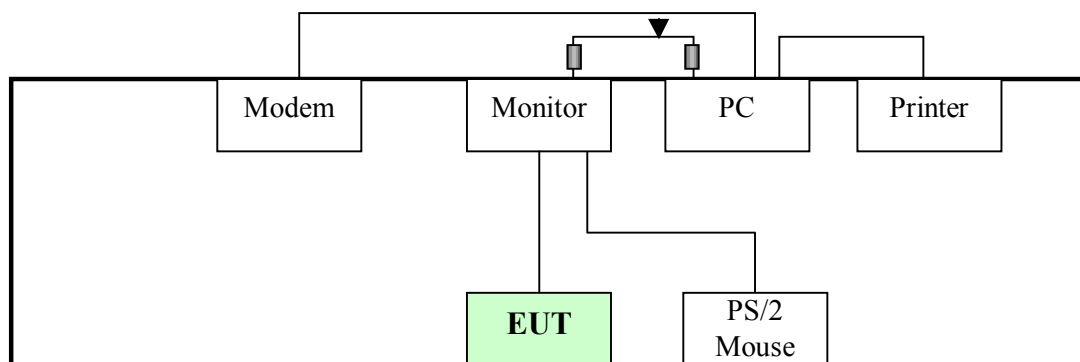 Modem
Monitor
PC
Printer
EUT
PS/2
Mouse